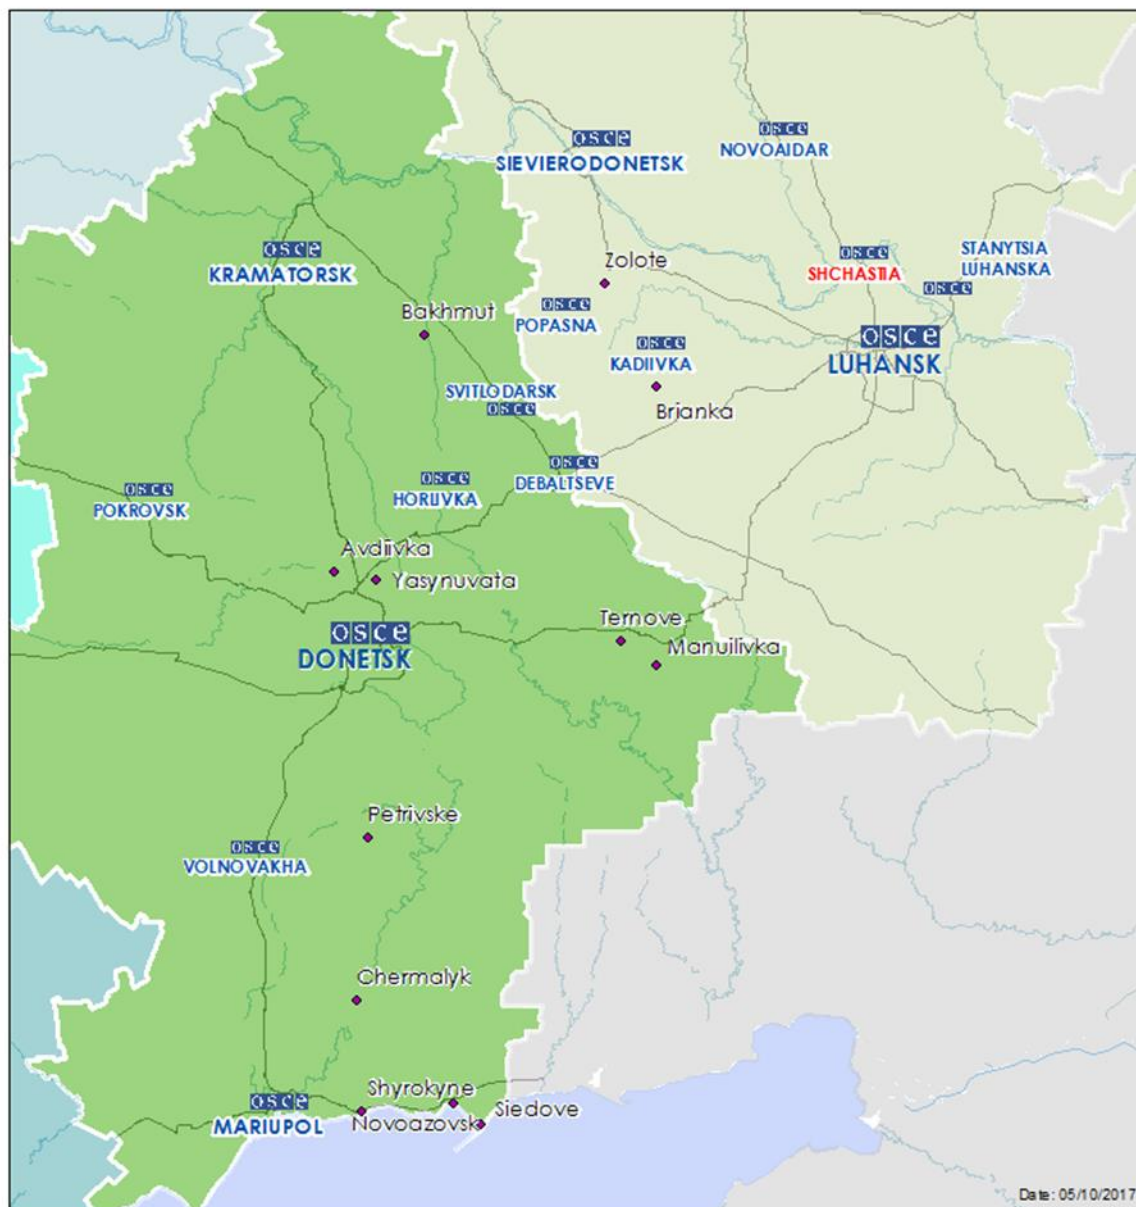 osce
NOVOAIDAR
osce
SIEVIERODONETSK
osce
KRAMATORSK
osce
SHCHASTIA
STANYTSIA
LUHANSKA
osce
Zolote
osce
POPASNA
Bakhmut
osce
KADIIVKA
osce
LUHANSK
Brianka
SVITLODARSK
osce
osce
DEBALTSEVE
osce
HORLIVKA
osce
POKROVSK
Avdiivka
Yasynuvata
osce
DONETSK
Ternove
Manuilivka
Petrivske
osce
VOLNOVAKHA
Chermalyk
osce
MARIUPOL
Shyrokyne
Novoazovsk
Siedove
Date: 05/10/2017